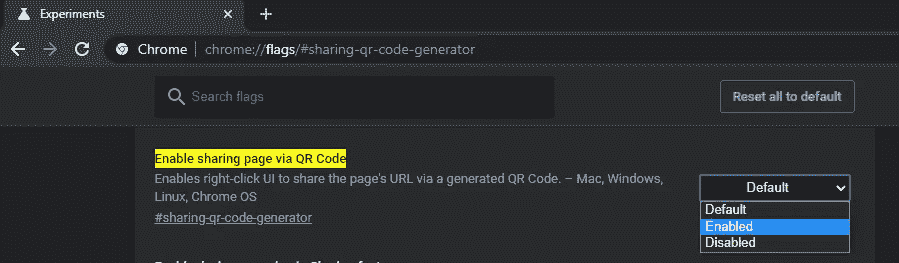 Experiments
Chrome chrome://flags/#sharing-qr-code-generator
Search flags
Reset all to default
Enable sharing page via QR Code
Enables right-click UI to share the page's URL via a generated QR Code. – Mac, Windows,
Linux, Chrome OS
#sharing-qr-code-generator
Default
Default
Enabled
Disabled